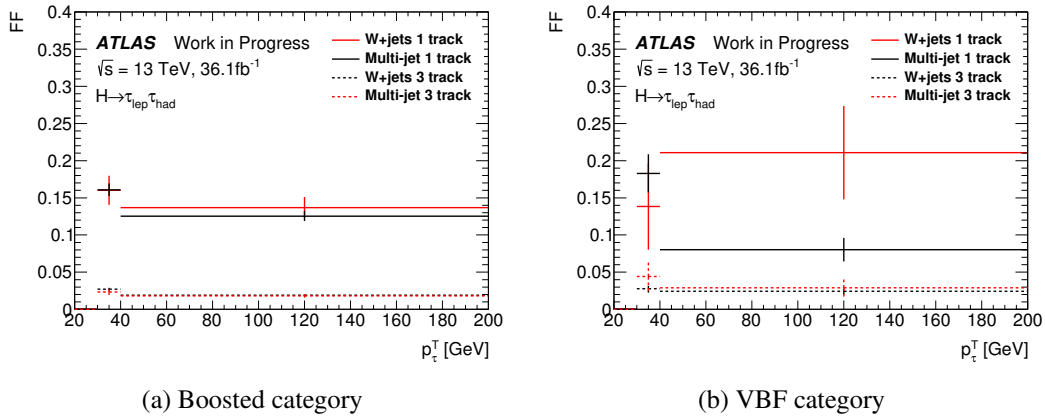 FF
0.4
0.35
0.3
0.25
0.2
0.15
0.1
0.05
0
ATLAS Work in Progress
√s = 13 TeV, 36.1fb⁻¹
H→τ_lep τ_had
W+jets 1 track
Multi-jet 1 track
W+jets 3 track
Multi-jet 3 track
20 40 60 80 100 120 140 160 180 200
p_τ^T [GeV]
(a) Boosted category
FF
0.4
0.35
0.3
0.25
0.2
0.15
0.1
0.05
0
ATLAS Work in Progress
√s = 13 TeV, 36.1fb⁻¹
H→τ_lep τ_had
W+jets 1 track
Multi-jet 1 track
W+jets 3 track
Multi-jet 3 track
20 40 60 80 100 120 140 160 180 200
p_τ^T [GeV]
(b) VBF category